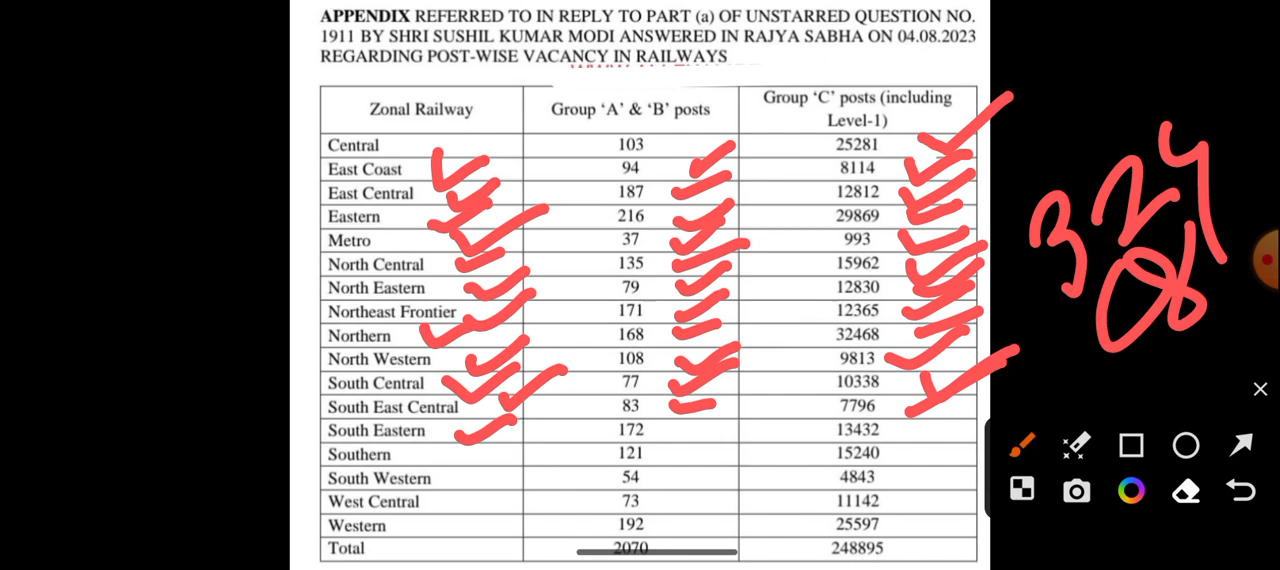 APPENDIX REFERRED TO IN REPLY TO PART (a) OF UNSTARRED QUESTION NO.
1911 BY SHRI SUSHIL KUMAR MODI ANSWERED IN RAJYA SABHA ON 04.08.2023
REGARDING POST-WISE VACANCY IN RAILWAYS
Zonal Railway Group ‘A’ & ‘B’ posts Group ‘C’ posts (including
Level-1)
Central 103 25281
East Coast 94 8114
East Central 187 12812
Eastern 216 29869
Metro 37 993
North Central 135 15962
North Eastern 79 12830
Northeast Frontier 171 12365
Northern 168 32468
North Western 108 9813
South Central 77 10338
South East Central 83 7796
South Eastern 172 13432
Southern 121 15240
South Western 54 4843
West Central 73 11142
Western 192 25597
Total 2070 248895
324